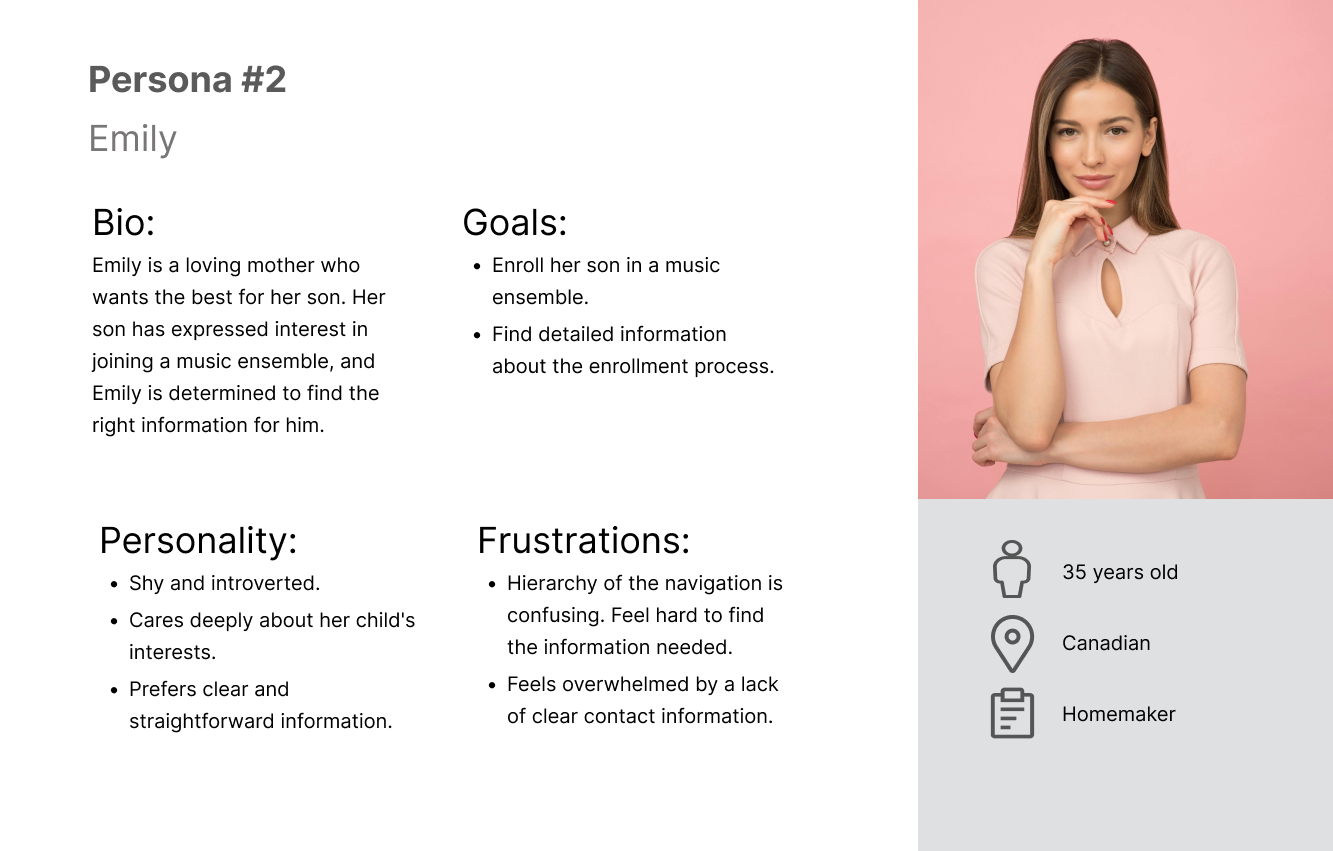 Persona #2
Emily
Bio:
Emily is a loving mother who
wants the best for her son. Her
son has expressed interest in
joining a music ensemble, and
Emily is determined to find the
right information for him.
Goals:
• Enroll her son in a music
ensemble.
• Find detailed information
about the enrollment process.
Personality:
• Shy and introverted.
• Cares deeply about her child's
interests.
• Prefers clear and
straightforward information.
Frustrations:
• Hierarchy of the navigation is
confusing. Feel hard to find
the information needed.
• Feels overwhelmed by a lack
of clear contact information.
35 years old
Canadian
Homemaker